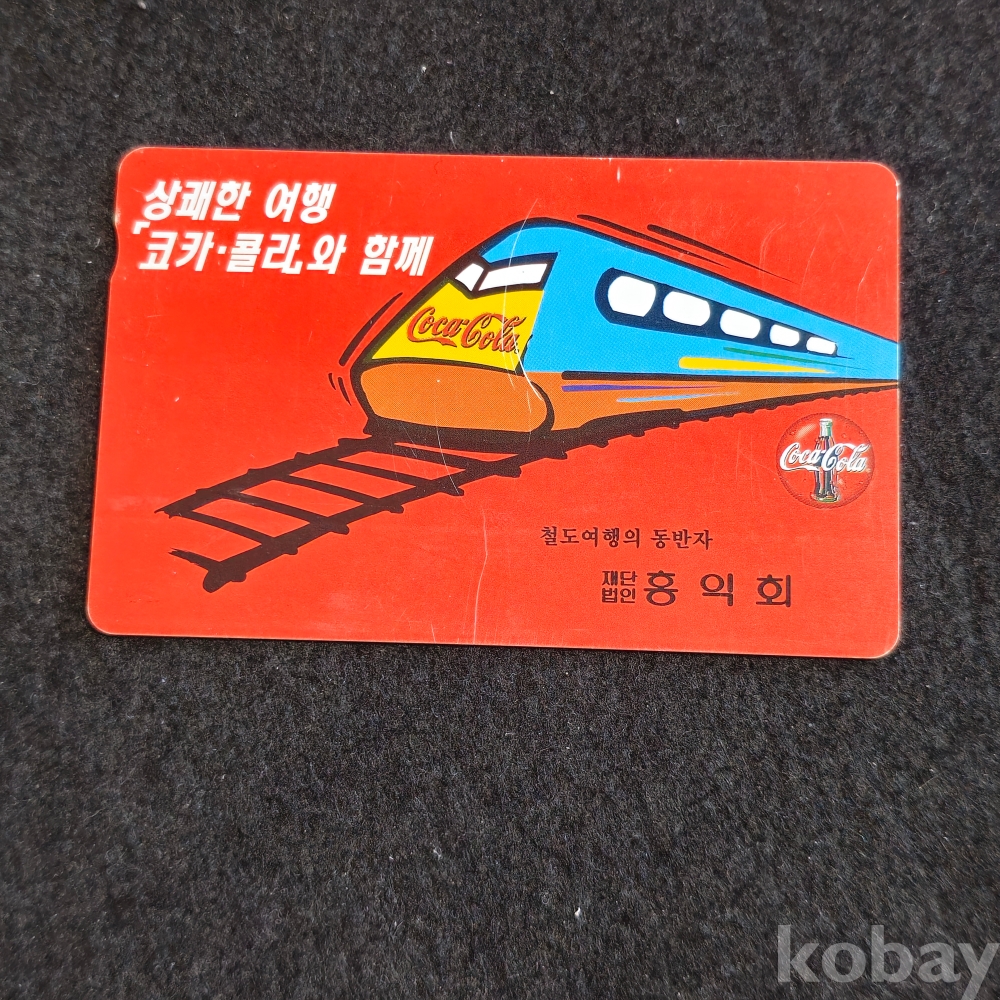 상쾌한 여행
「코카·콜라」와 함께
Coca-Cola
Coca-Cola
철도여행의 동반자
재단
법인 홍익회
kobay